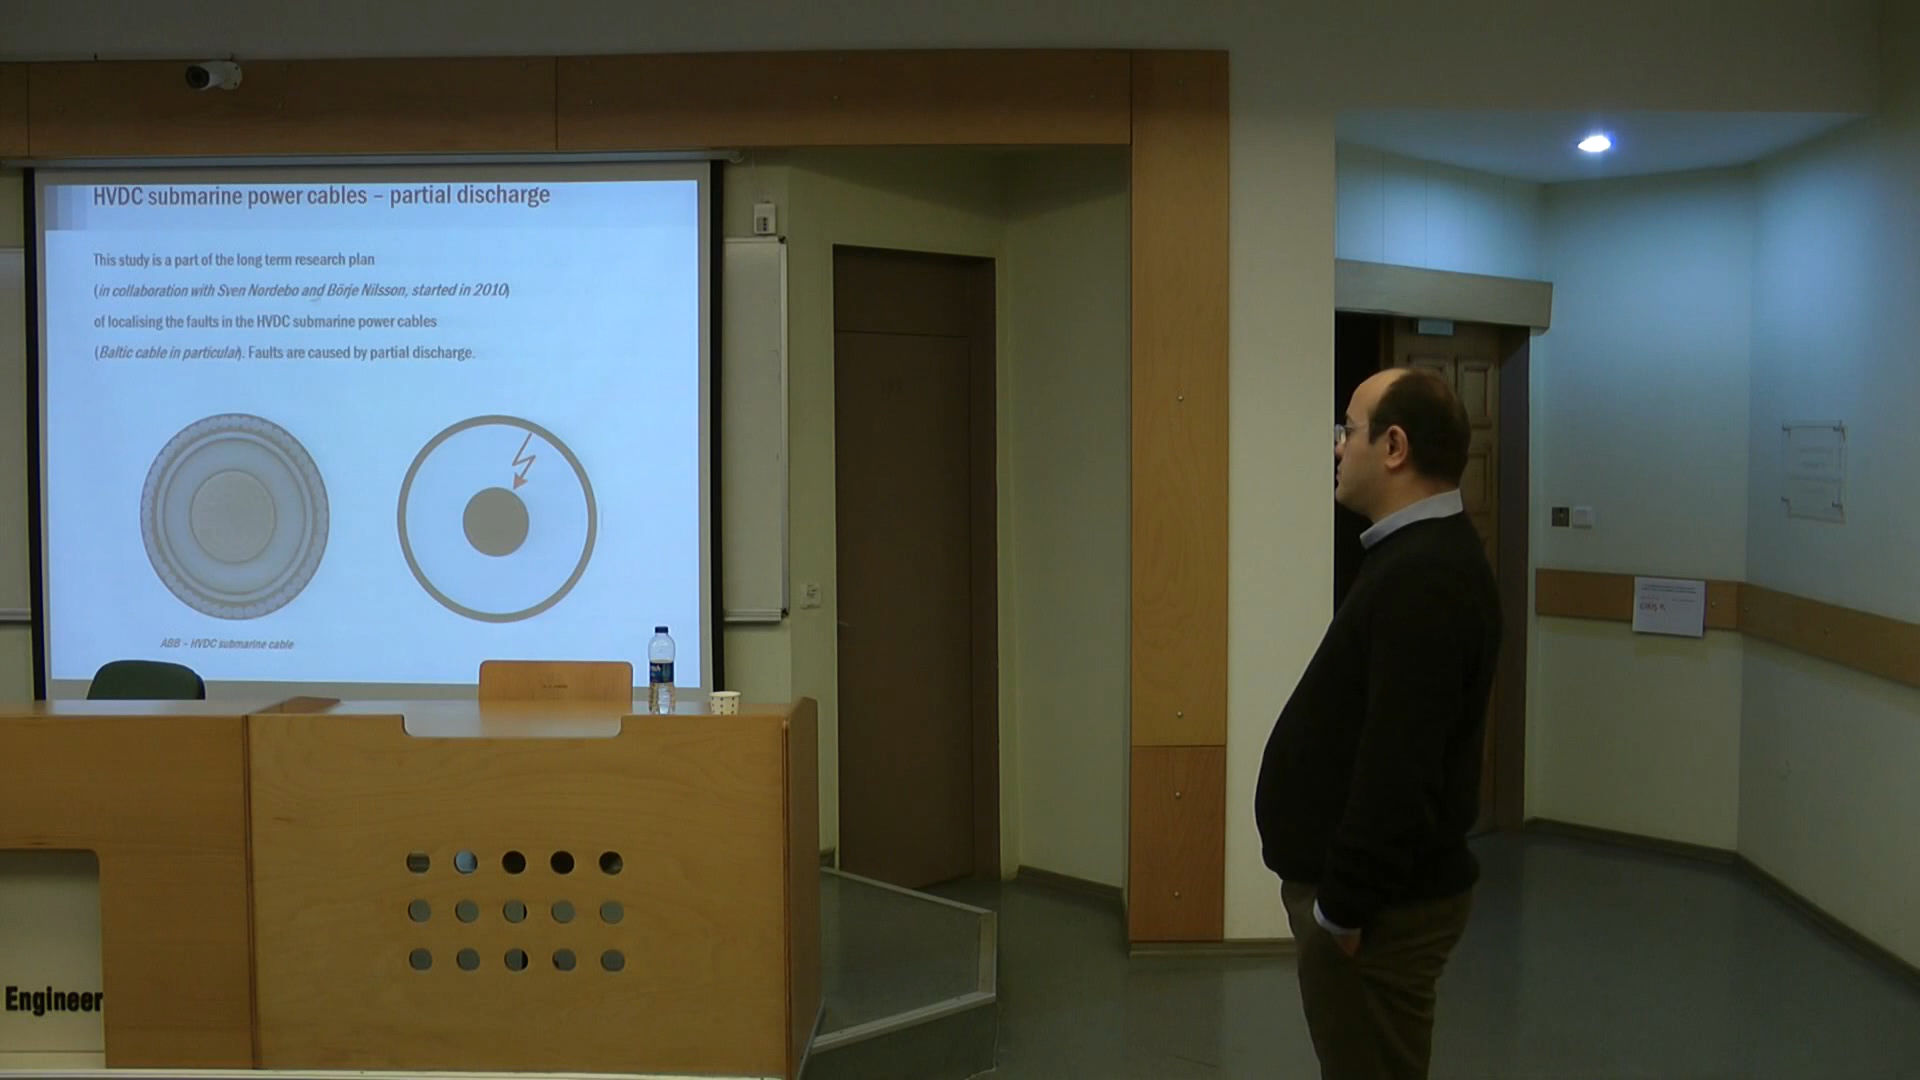 HVDC submarine power cables – partial discharge
This study is a part of the long term research plan
(in collaboration with Sven Nordebo and Börje Nilsson, started in 2010)
of localising the faults in the HVDC submarine power cables
(Baltic cable in particular). Faults are caused by partial discharge.
ABB – HVDC submarine cable
Engineer